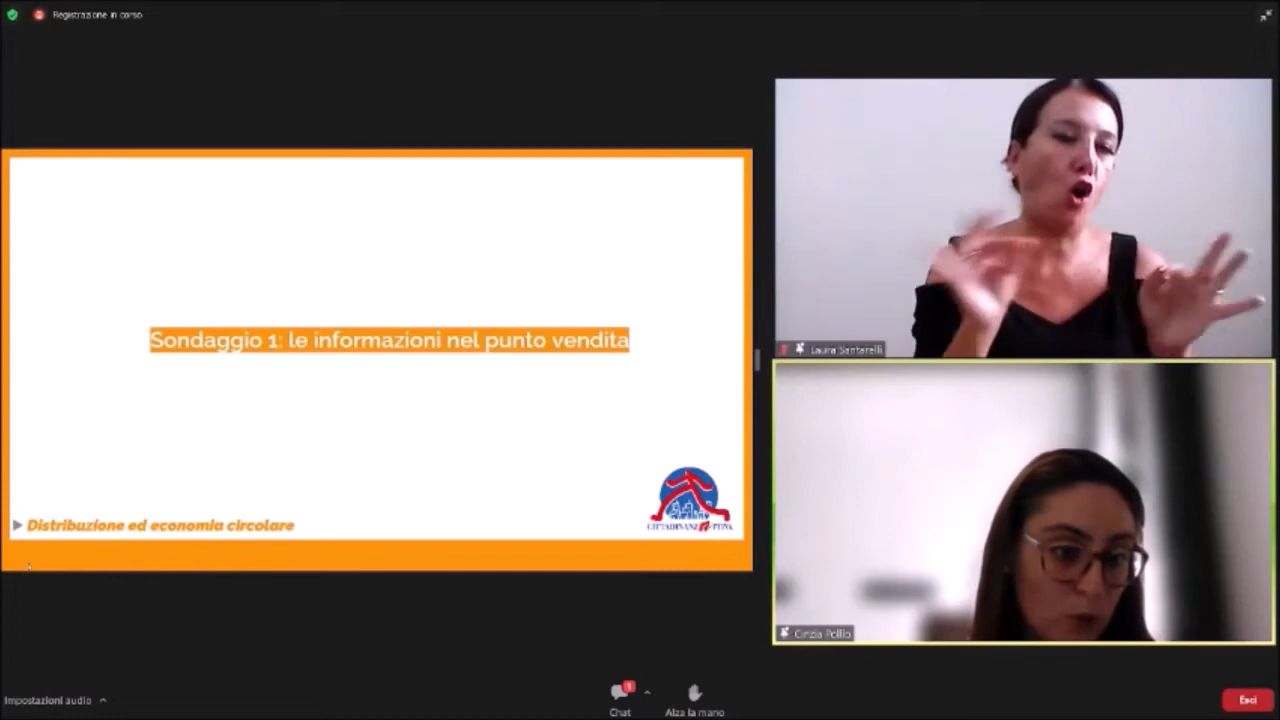 Registrazione in corso
Sondaggio 1: le informazioni nel punto vendita
Distribuzione ed economia circolare
CITTADINANZATTIVA
Laura Santarelli
Cinzia Pollio
Impostazioni audio
1
Chat
Alza la mano
Esci